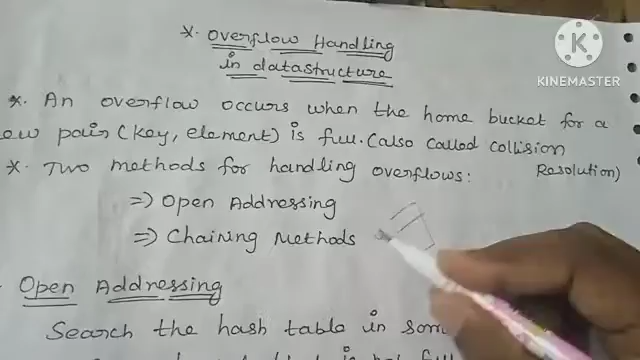 * Overflow Handling
in datastructure
KINEMASTER
* An overflow occurs when the home bucket for a
pair (key, element) is full. (also called collision
Resolution)
* Two methods for handling overflows:
⇒ Open Addressing
⇒ Chaining Methods
Open Addressing
Search the hash table in